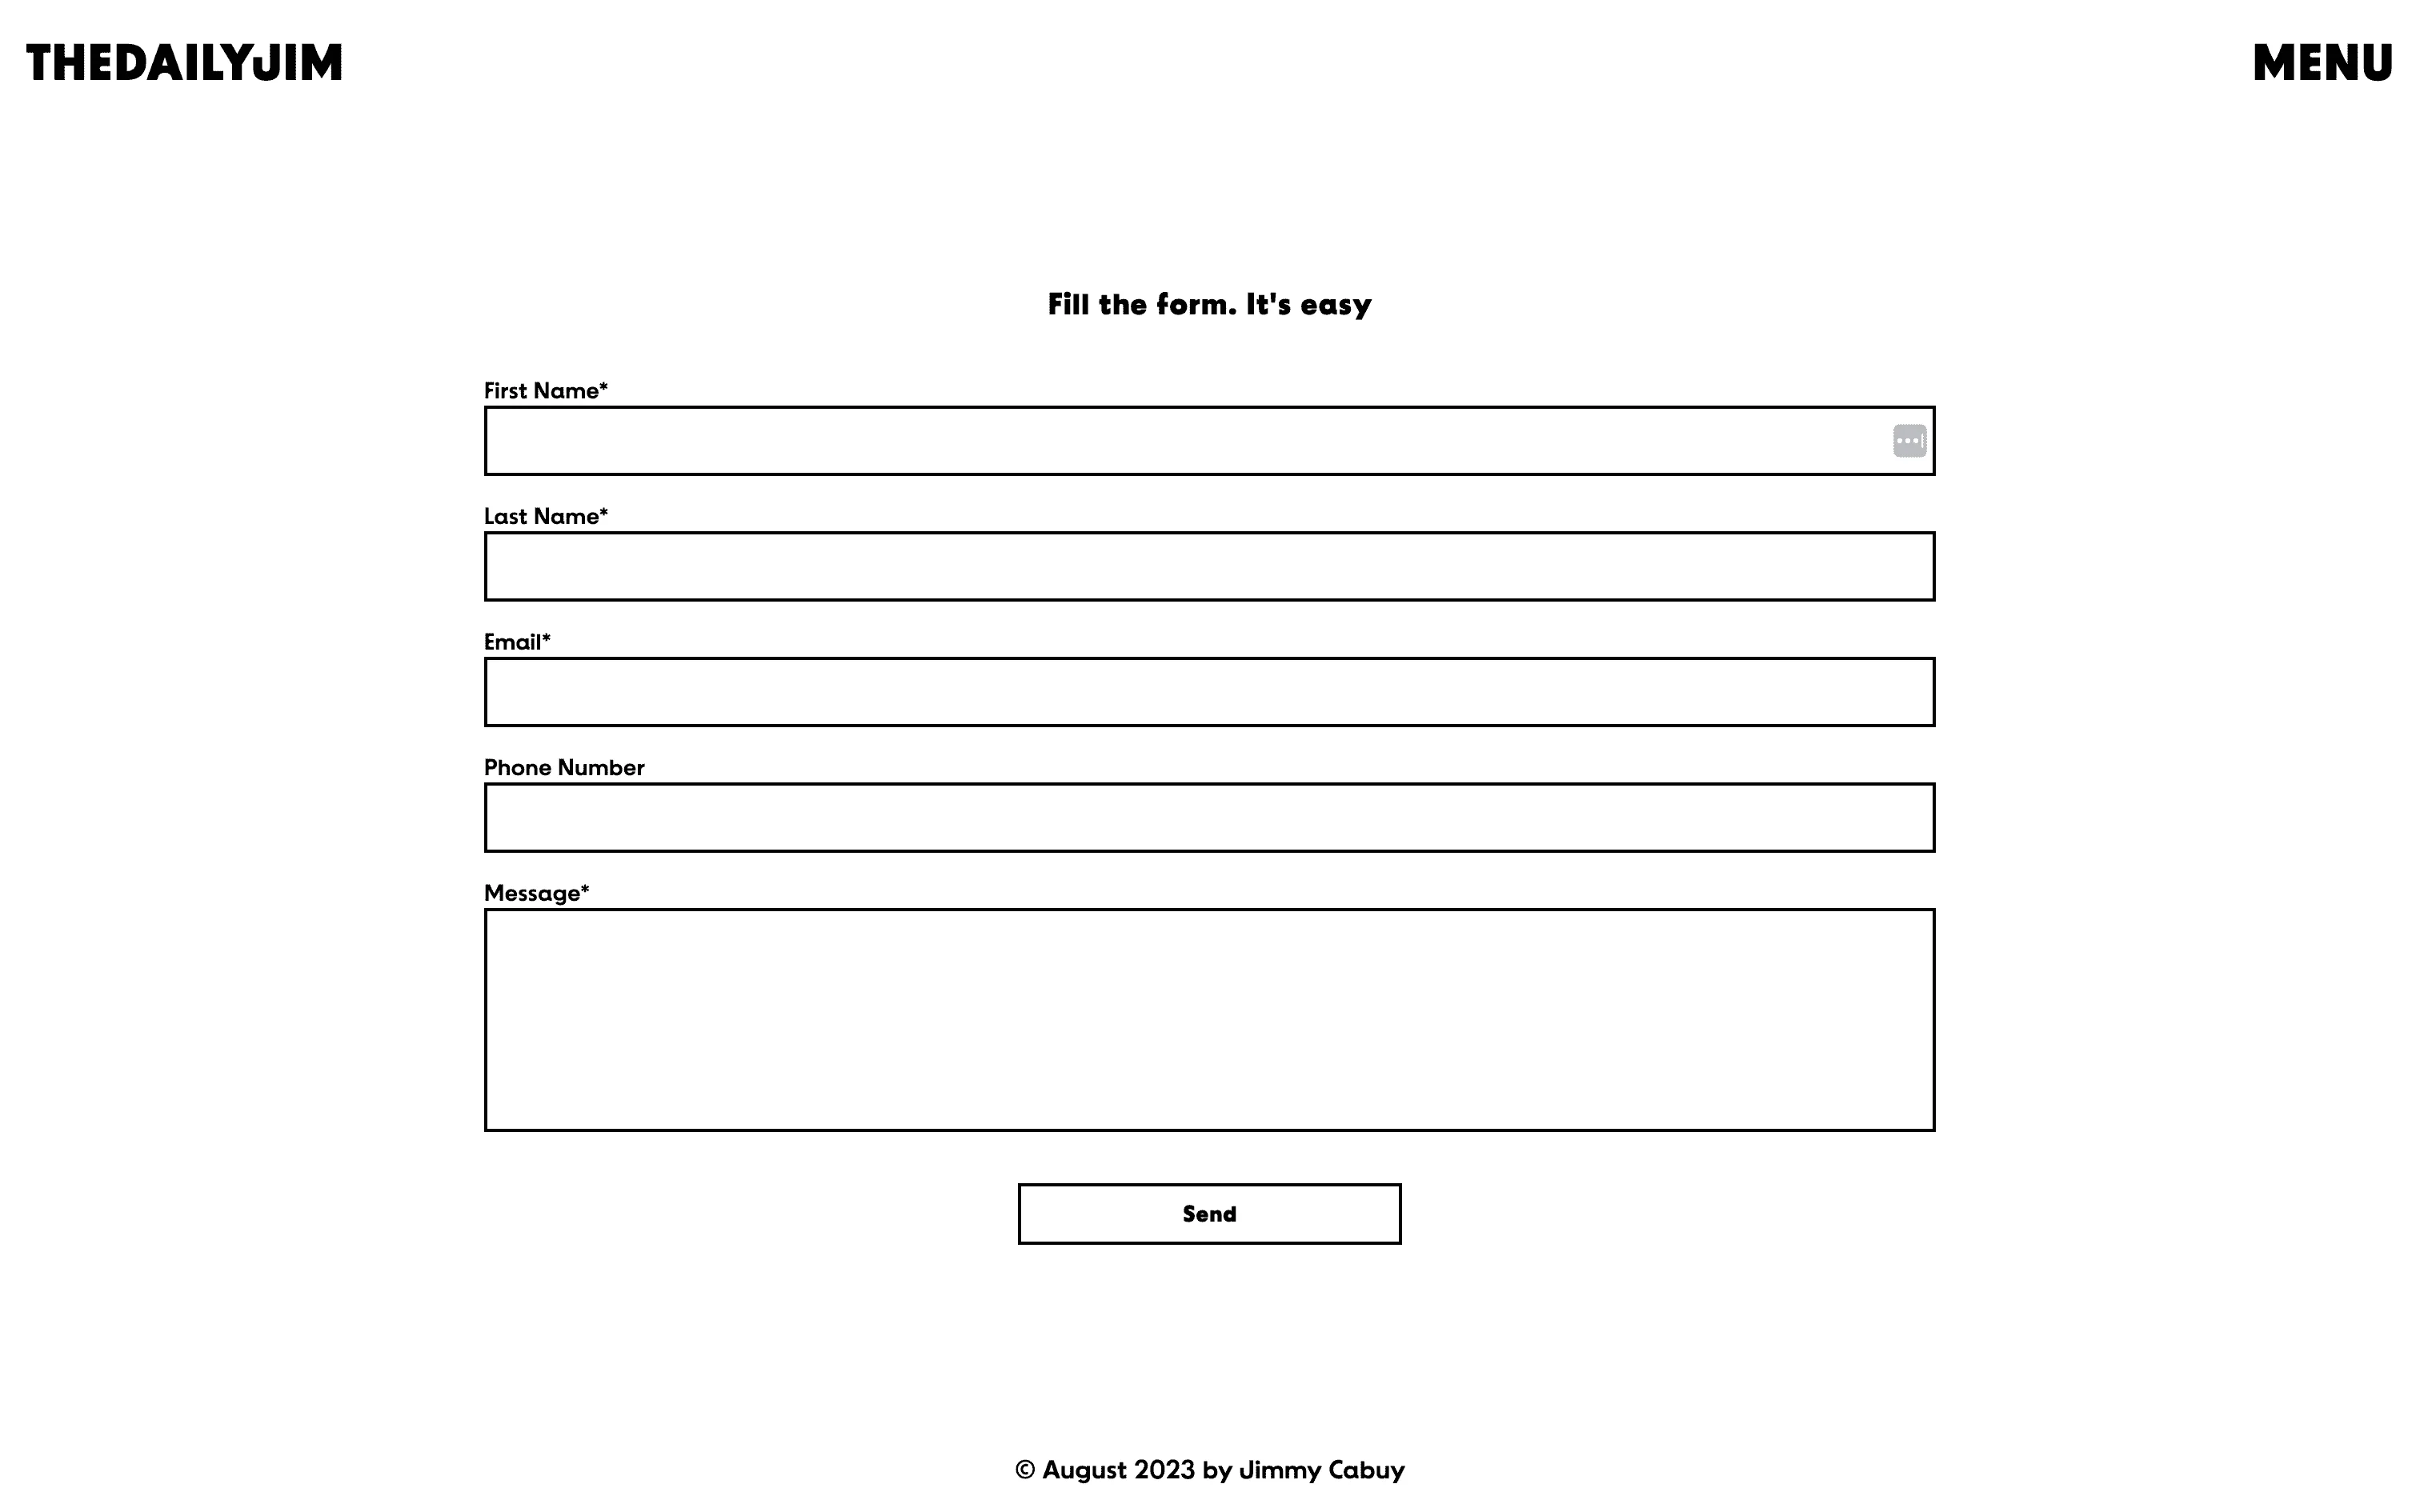 THEDAILYJIM
MENU
Fill the form. It's easy
First Name*
Last Name*
Email*
Phone Number
Message*
Send
© August 2023 by Jimmy Cabuy